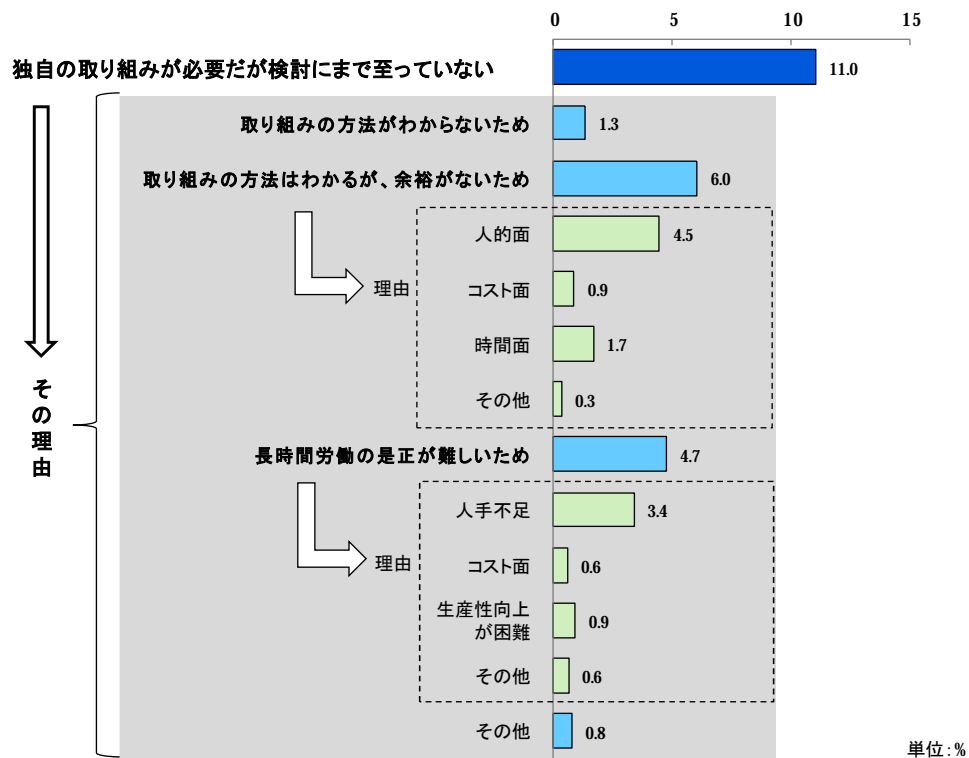 0 5 10 15
独自の取り組みが必要だが検討にまで至っていない 11.0
取り組みの方法がわからないため 1.3
取り組みの方法はわかるが、余裕がないため 6.0
人的面 4.5
理由
コスト面 0.9
時間面 1.7
その他 0.3
その理由
長時間労働の是正が難しいため 4.7
人手不足 3.4
理由
コスト面 0.6
生産性向上
が困難 0.9
その他 0.6
その他 0.8
単位:%